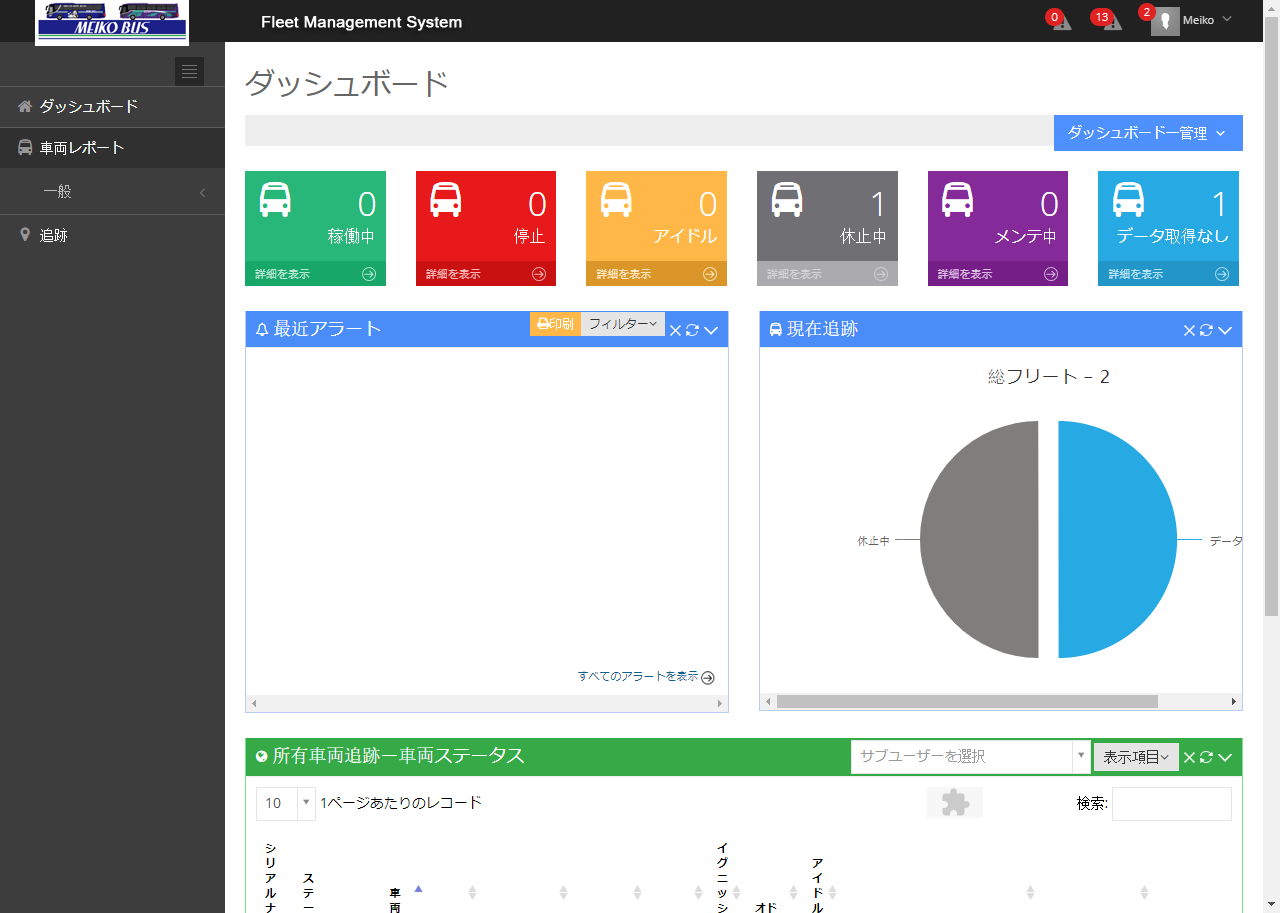 MEIKO BUS
Fleet Management System
0
13
2
Meiko
ダッシュボード
車両レポート
一般
追跡
ダッシュボード
ダッシュボードー管理
0
稼働中
詳細を表示
0
停止
詳細を表示
0
アイドル
詳細を表示
1
休止中
詳細を表示
0
メンテ中
詳細を表示
1
データ取得なし
詳細を表示
最近アラート
印刷
フィルター
すべてのアラートを表示
現在追跡
総フリート – 2
休止中
データ
所有車両追跡ー車両ステータス
サブユーザーを選択
表示項目
10
1ページあたりのレコード
検索:
シリアルナ
ステー
車両
イグニッシ
オド
アイドル